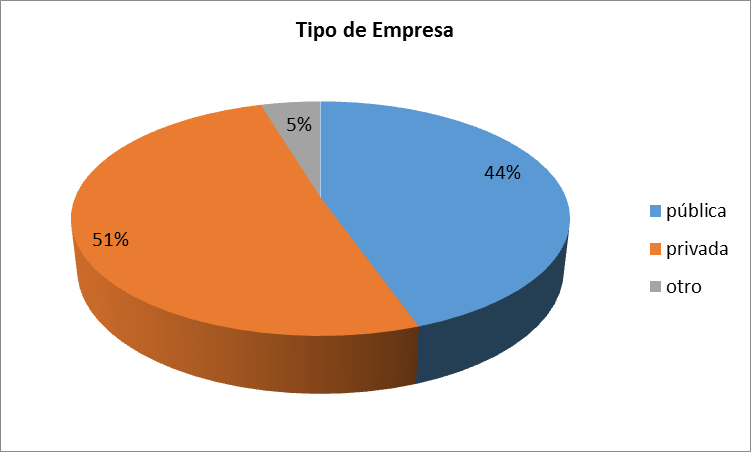 Tipo de Empresa
5%
44%
51%
pública
privada
otro